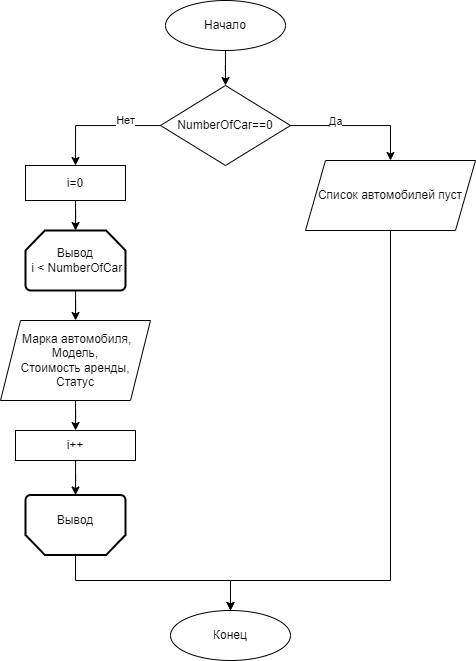 Начало
NumberOfCar==0
Нет
Да
i=0
Список автомобилей пуст
Вывод
i < NumberOfCar
Марка автомобиля,
Модель,
Стоимость аренды,
Статус
i++
Вывод
Конец